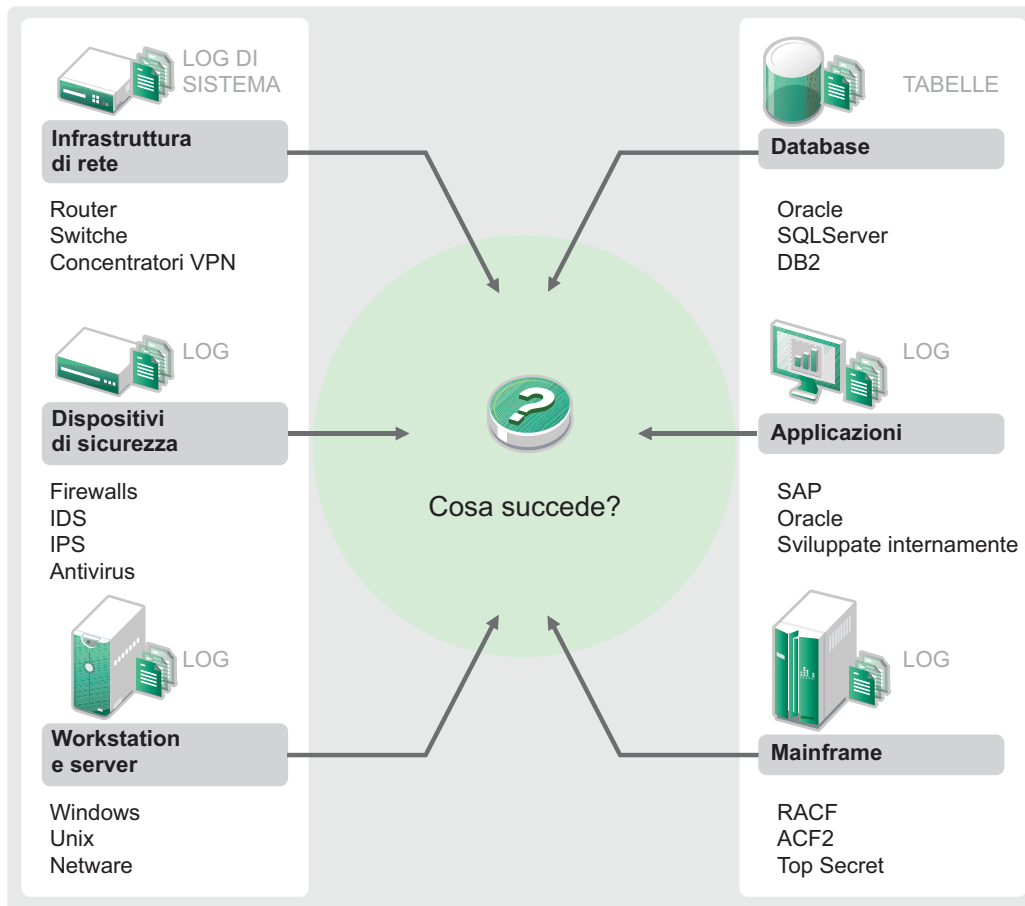 LOG DI
SISTEMA
Infrastruttura
di rete
Router
Switche
Concentratori VPN
LOG
Dispositivi
di sicurezza
Firewalls
IDS
IPS
Antivirus
LOG
Workstation
e server
Windows
Unix
Netware
Cosa succede?
TABELLE
Database
Oracle
SQLServer
DB2
LOG
Applicazioni
SAP
Oracle
Sviluppate internamente
LOG
Mainframe
RACF
ACF2
Top Secret